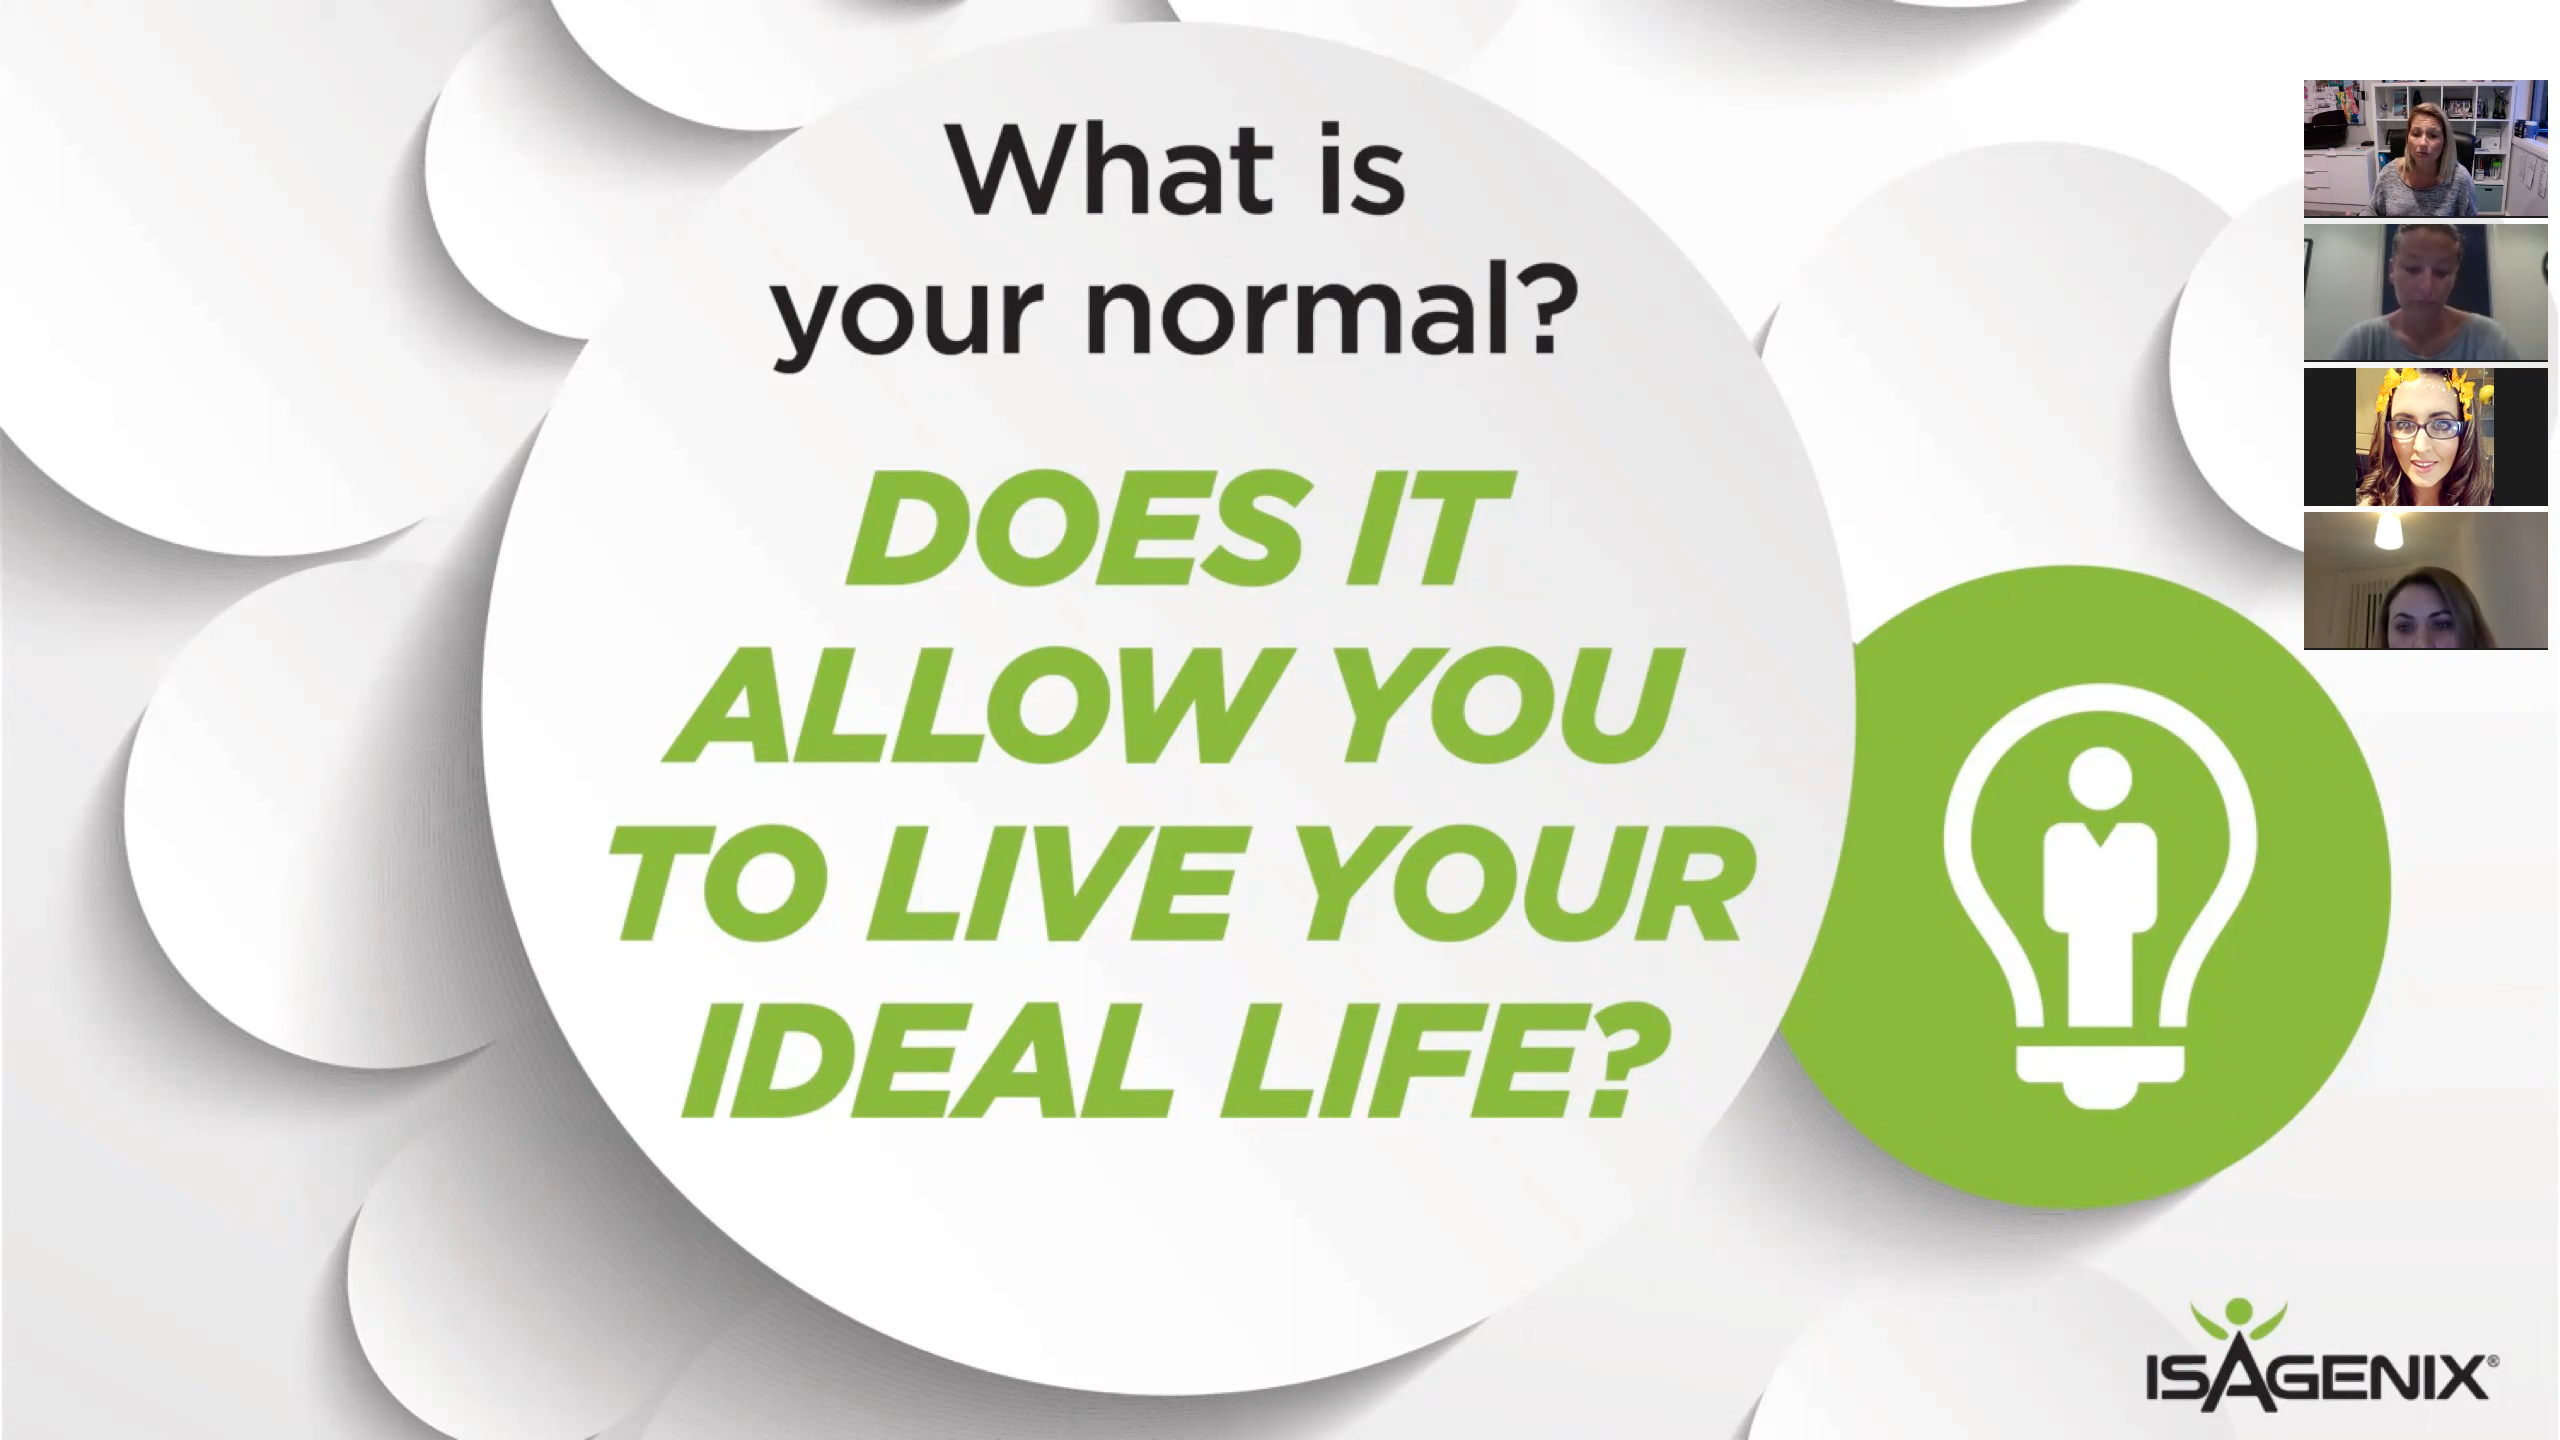 What is
your normal?
DOES IT
ALLOW YOU
TO LIVE YOUR
IDEAL LIFE?
ISAGENIX®